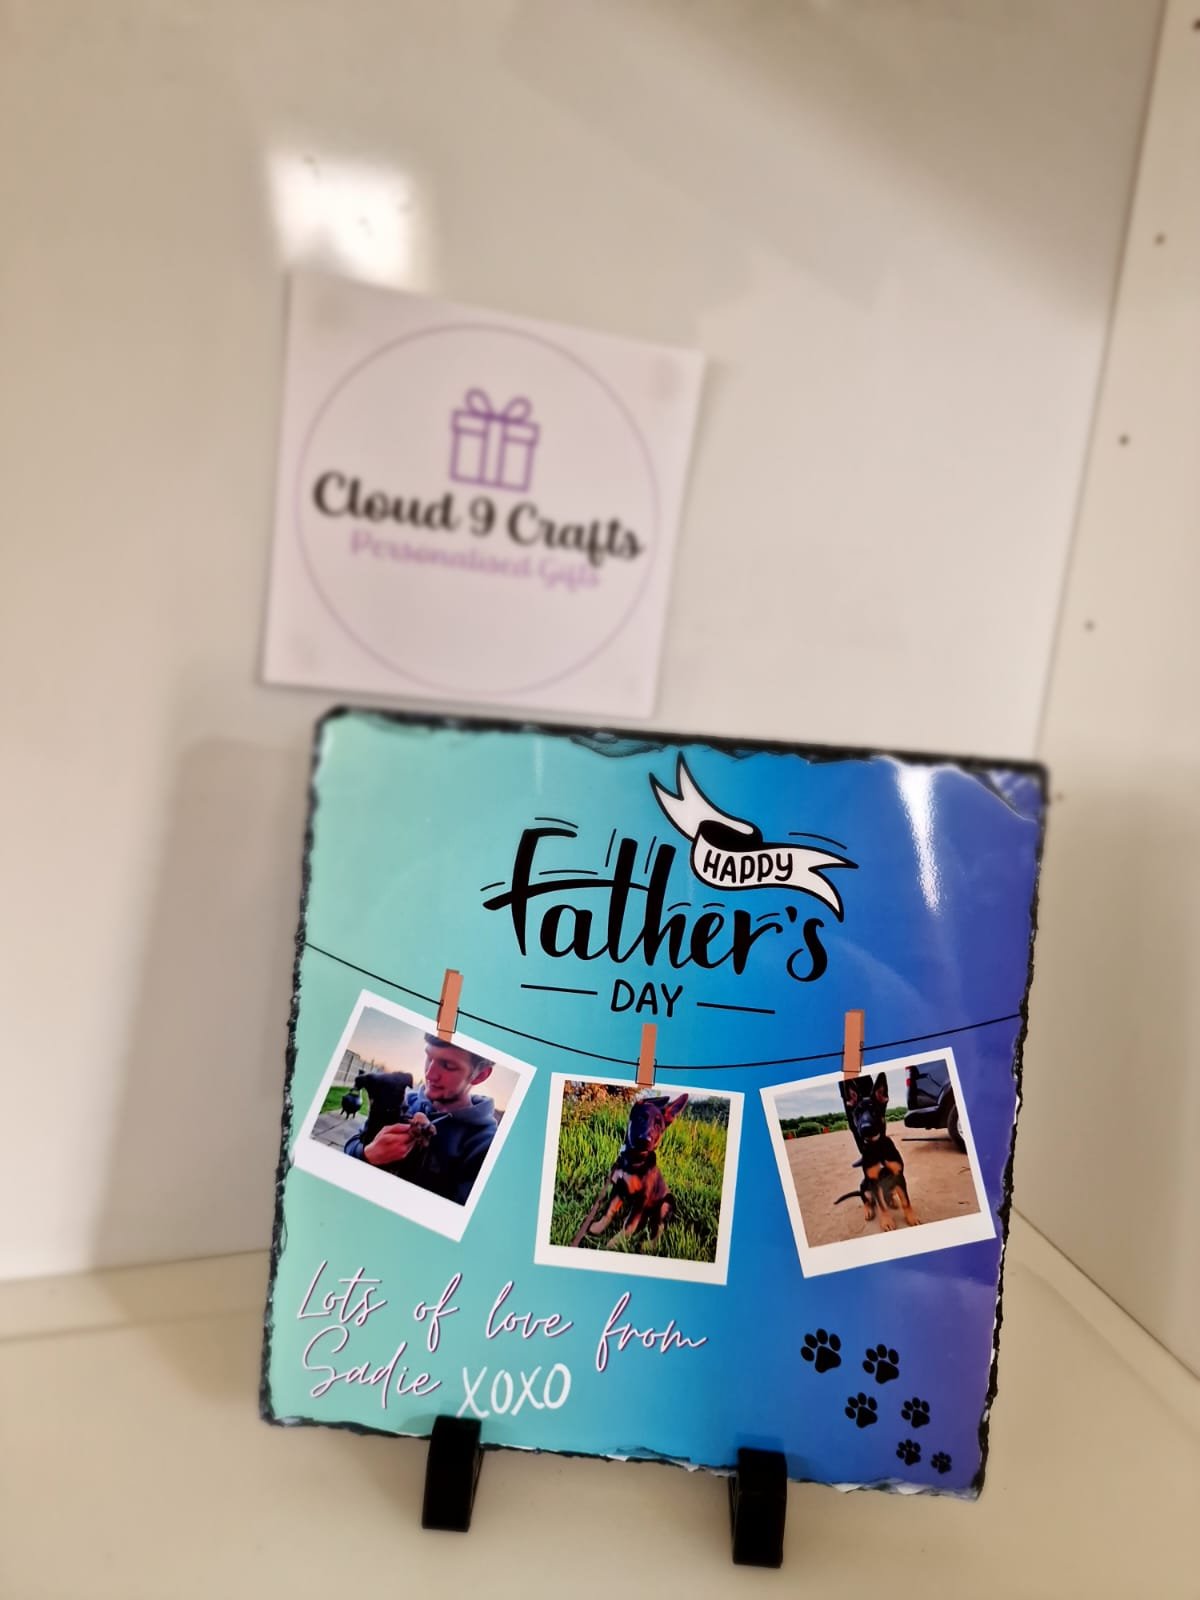 Cloud 9 Crafts
Personalised Gifts
HAPPY
Father's
DAY
Lots of love from
Sadie XOXO